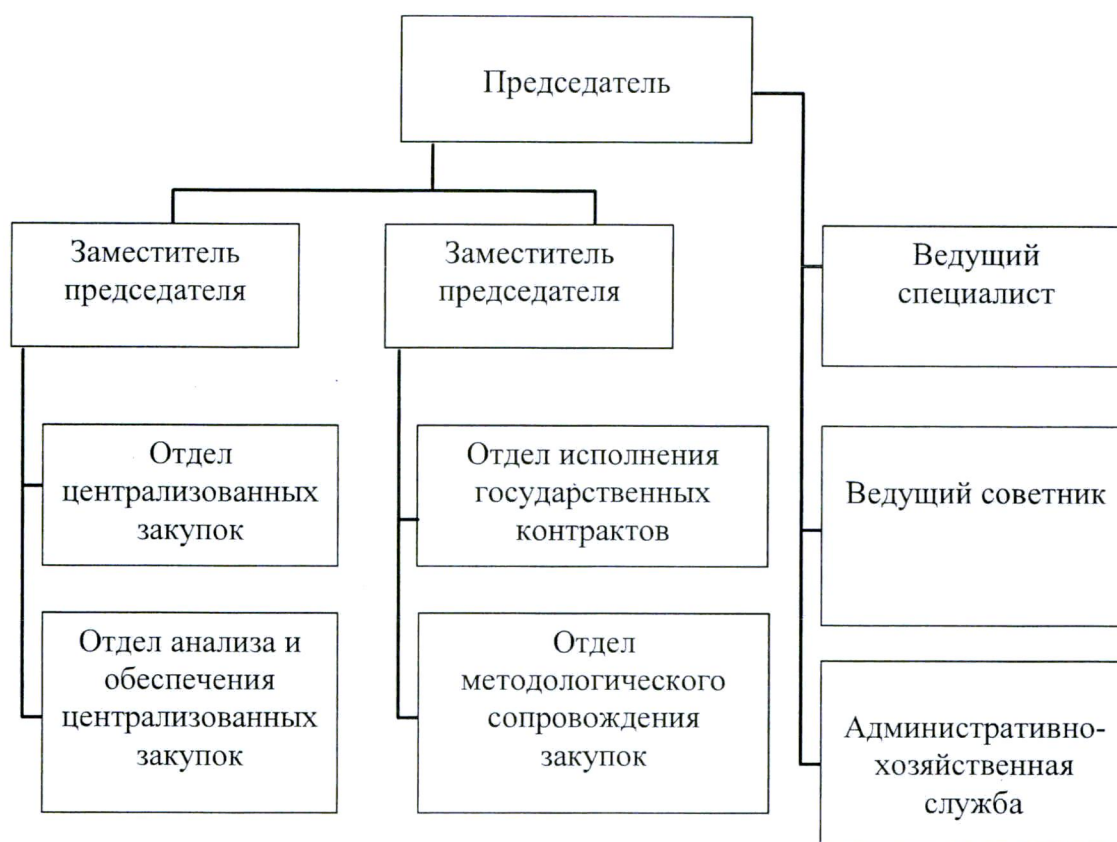 Председатель
Заместитель
председателя
Заместитель
председателя
Ведущий
специалист
Отдел
централизованных
закупок
Отдел исполнения
государственных
контрактов
Ведущий советник
Отдел анализа и
обеспечения
централизованных
закупок
Отдел
методологического
сопровождения
закупок
Административно-
хозяйственная
служба